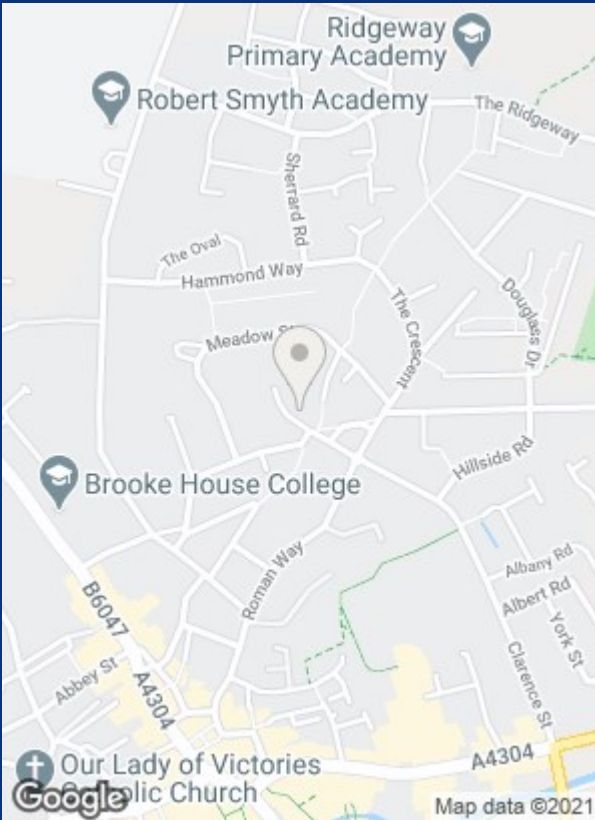 Ridgeway
Primary Academy
Robert Smyth Academy
The Ridgeway
Sherrard Rd
The Oval
Hammond Way
Douglass Dr
The Crescent
Meadow S
Hillside Rd
Brooke House College
Albany Rd
Roman Way
Albert Rd
B6047
York St
Clarence St
Abbey St
A4304
A4304
Our Lady of Victories
Catholic Church
Google
Map data ©2021